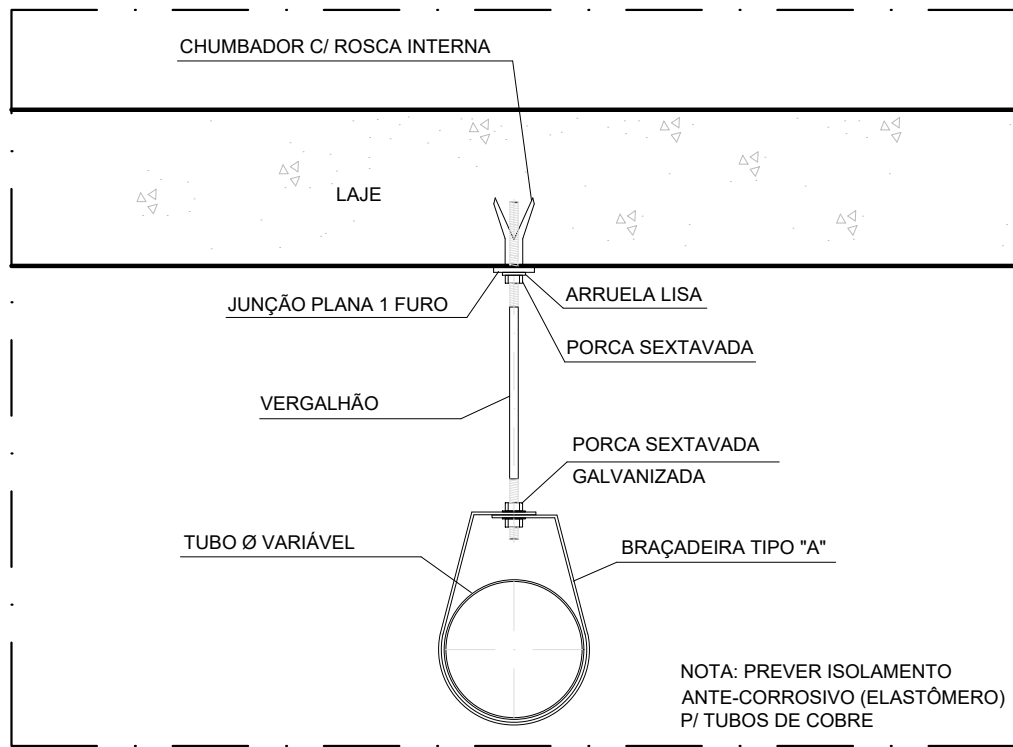 CHUMBADOR C/ ROSCA INTERNA
LAJE
JUNÇÃO PLANA 1 FURO
ARRUELA LISA
PORCA SEXTAVADA
VERGALHÃO
PORCA SEXTAVADA
GALVANIZADA
TUBO Ø VARIÁVEL
BRAÇADEIRA TIPO "A"
NOTA: PREVER ISOLAMENTO
ANTE-CORROSIVO (ELASTÔMERO)
P/ TUBOS DE COBRE